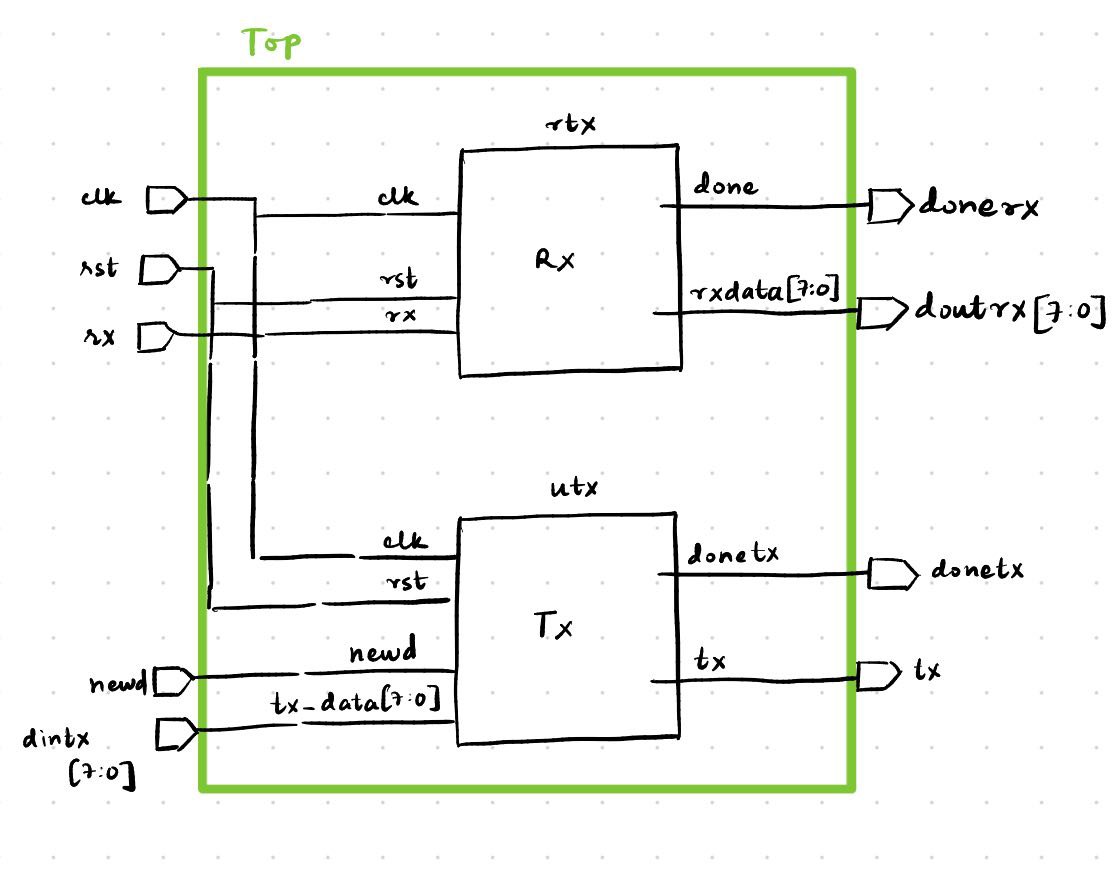 Top
rtx
clk
clk
done
donerx
rst
rst
Rx
rxdata[7:0]
doutrx[7:0]
rx
rx
utx
clk
donetx
donetx
rst
Tx
newd
newd
tx
tx
tx_data[7:0]
dintx
[7:0]